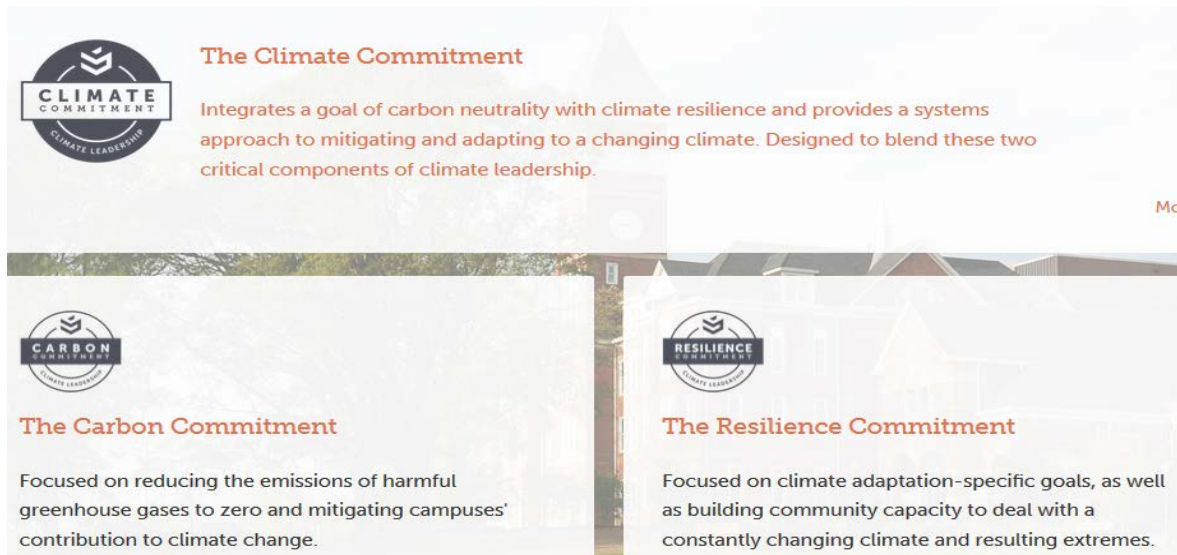 CLIMATE
COMMITMENT
CLIMATE LEADERSHIP
The Climate Commitment
Integrates a goal of carbon neutrality with climate resilience and provides a systems
approach to mitigating and adapting to a changing climate. Designed to blend these two
critical components of climate leadership.
Mo
CARBON
COMMITMENT
CLIMATE LEADERSHIP
The Carbon Commitment
Focused on reducing the emissions of harmful
greenhouse gases to zero and mitigating campuses'
contribution to climate change.
RESILIENCE
COMMITMENT
CLIMATE LEADERSHIP
The Resilience Commitment
Focused on climate adaptation-specific goals, as well
as building community capacity to deal with a
constantly changing climate and resulting extremes.